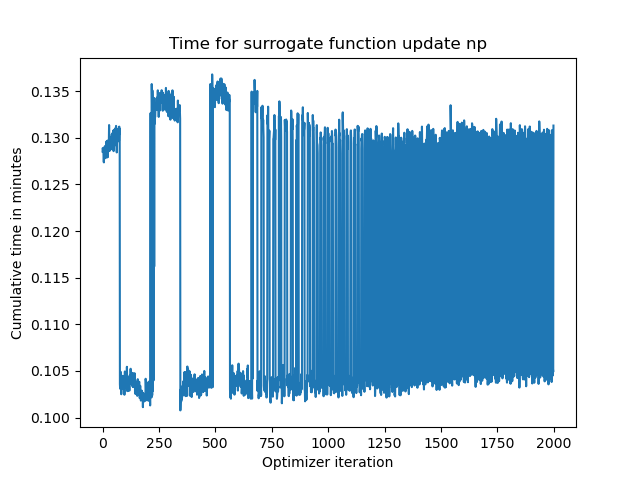 Time for surrogate function update np
Cumulative time in minutes
0.135
0.130
0.125
0.120
0.115
0.110
0.105
0.100
0 250 500 750 1000 1250 1500 1750 2000
Optimizer iteration